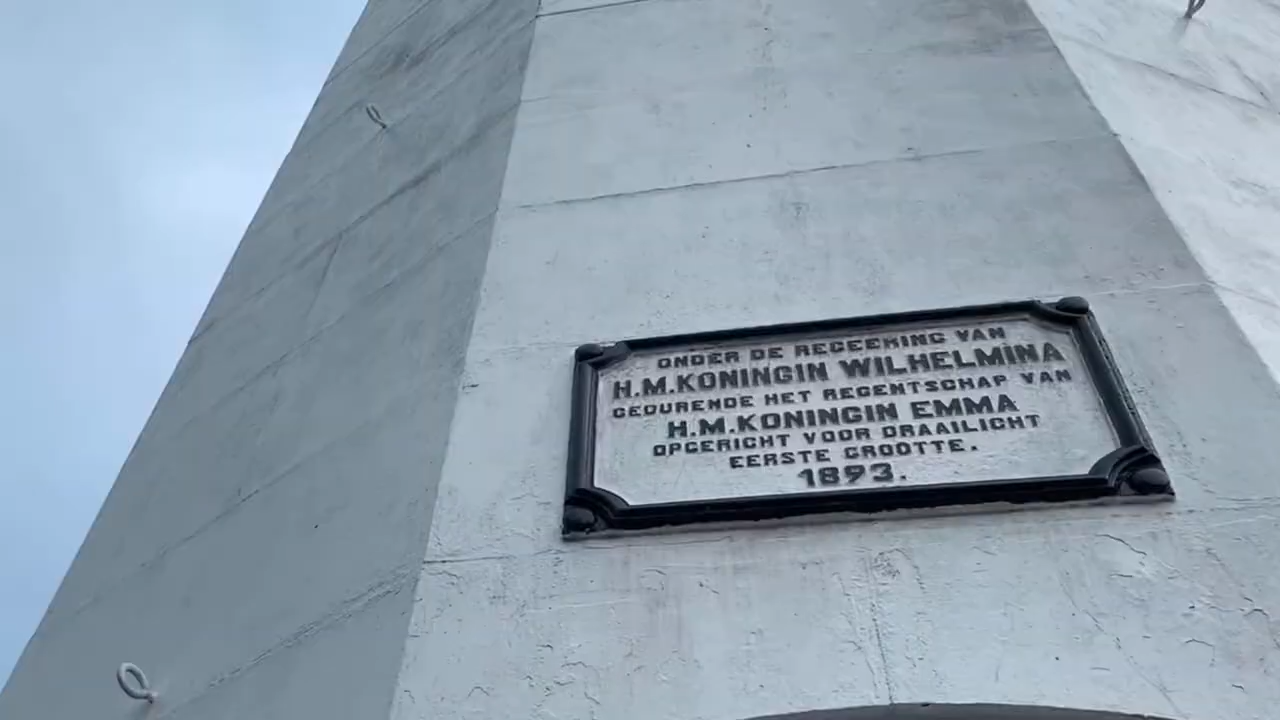 ONDER DE REGEERING VAN
H.M.KONINGIN WILHELMINA
GEDURENDE HET REGENTSCHAP VAN
H.M.KONINGIN EMMA
OPGERICHT VOOR DRAAILICHT
EERSTE GROOTTE.
1893.